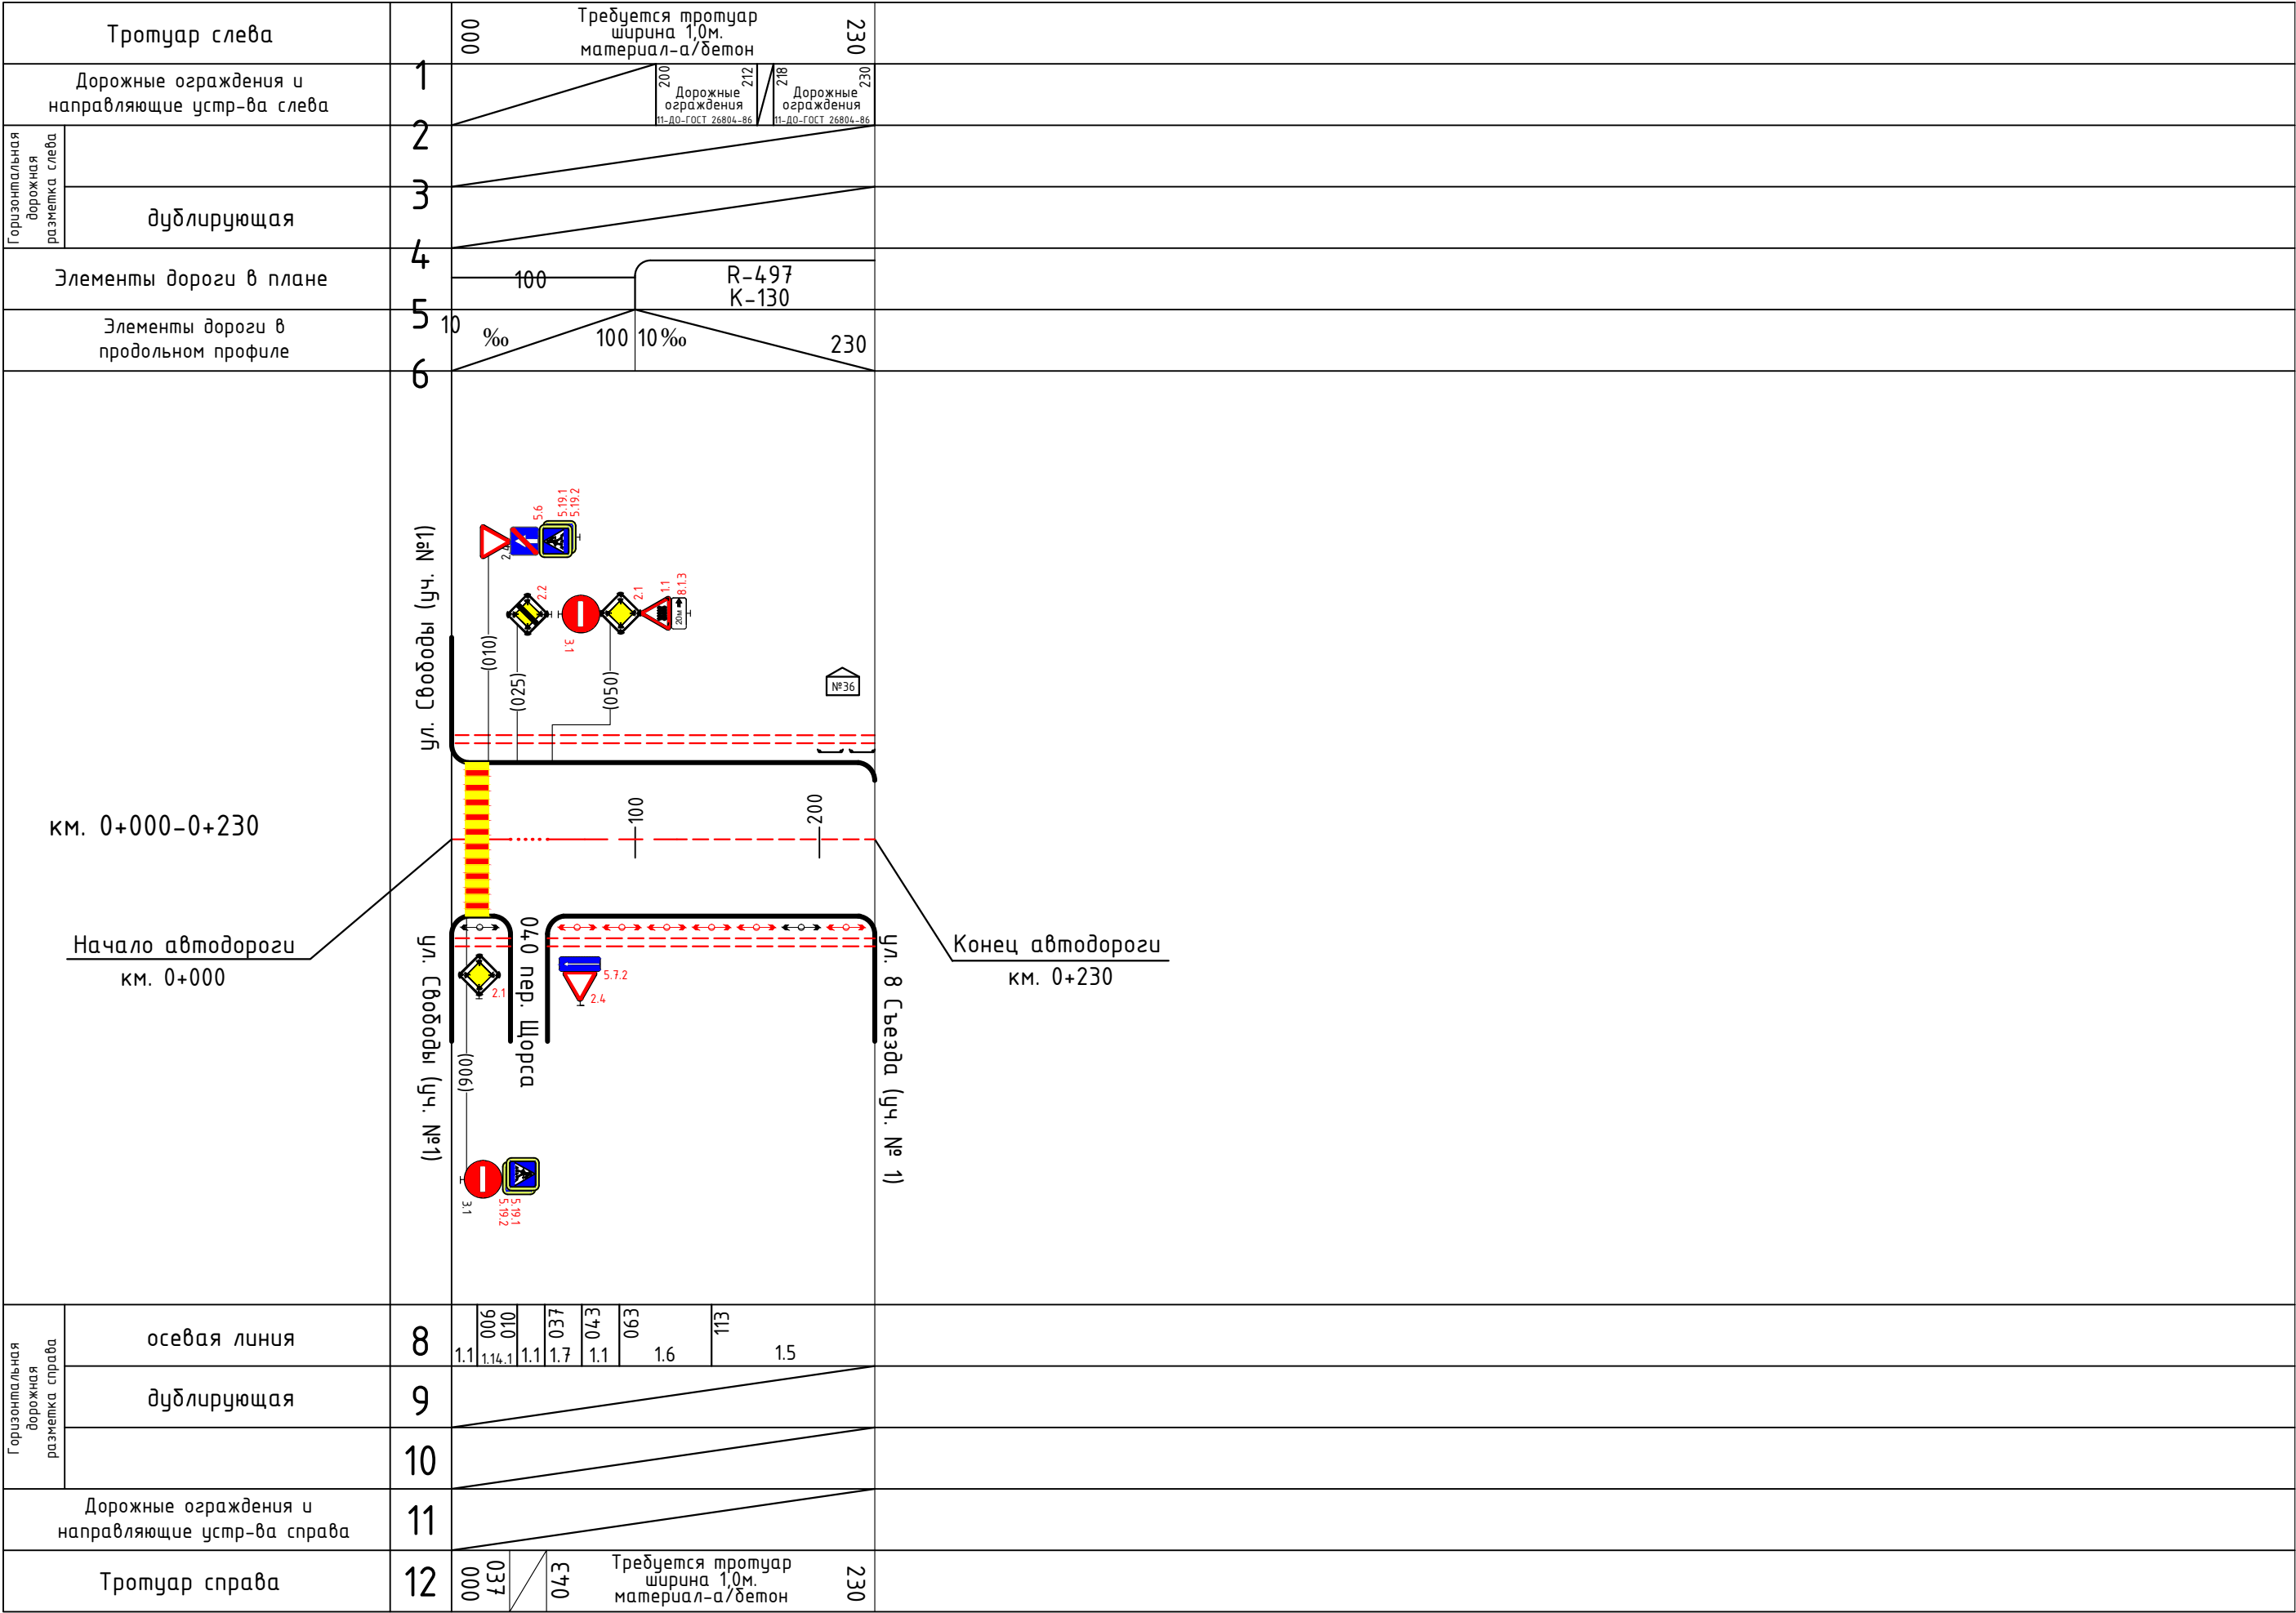 Тротуар слева
000
Требуется тротуар
ширина 1,0м.
материал-а/бетон
230
1
Дорожные ограждения и
направляющие устр-ва слева
200
212
Дорожные
ограждения
11-ДО-ГОСТ 26804-86
218
230
Дорожные
ограждения
11-ДО-ГОСТ 26804-86
2
Горизонтальная
дорожная
разметка слева
3
дублирующая
4
Элементы дороги в плане
100
R-497
К-130
5
Элементы дороги в
продольном профиле
10
‰
100
10‰
230
6
ул. Свободы (уч. №1)
2.4
5.6
5.19.1
5.19.2
2.2
3.1
2.1
1.1
8.1.3
20м
(010)
(025)
(050)
№36
км. 0+000-0+230
100
200
Начало автодороги
км. 0+000
Конец автодороги
км. 0+230
ул. Свободы (уч. №1)
040 пер. Щорса
ул. 8 Съезда (уч. № 1)
2.1
5.7.2
2.4
(006)
3.1
5.19.1
5.19.2
Горизонтальная
дорожная
разметка справа
осевая линия
8
006
010
037
043
063
113
1.1
1.14.1
1.1
1.7
1.1
1.6
1.5
дублирующая
9
10
Дорожные ограждения и
направляющие устр-ва справа
11
Тротуар справа
12
000
037
043
Требуется тротуар
ширина 1,0м.
материал-а/бетон
230